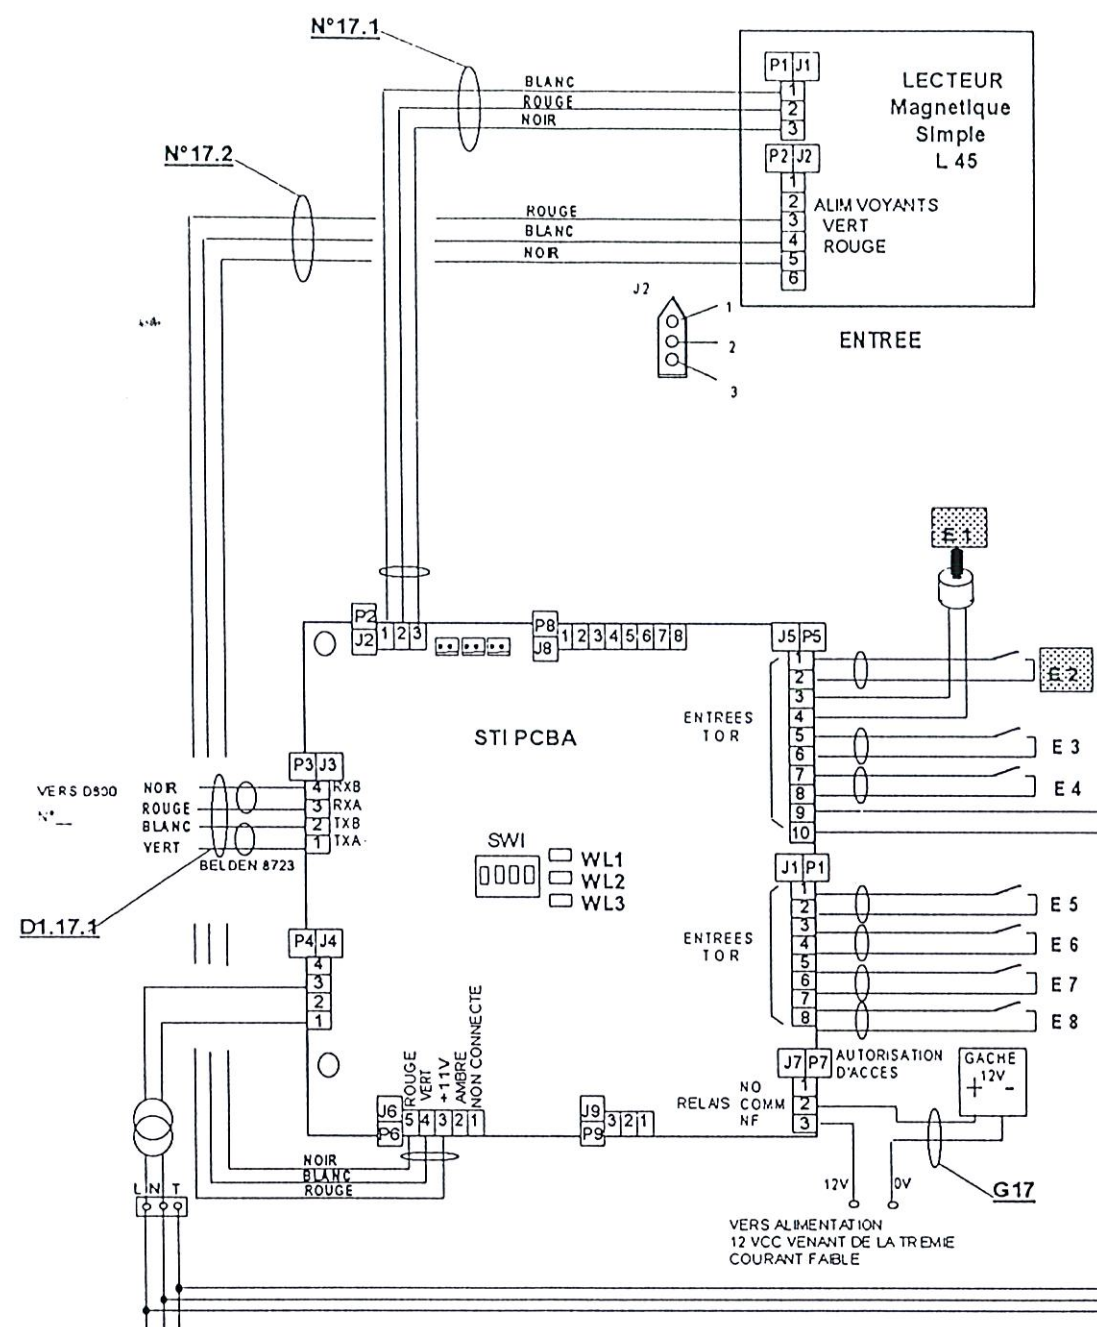 N°17.1
BLANC
ROUGE
NOIR
P1 J1
1
2
3
LECTEUR
Magnetique
Simple
L 45
N°17.2
P2 J2
1
2
3
4
5
6
ALIM VOYANTS
VERT
ROUGE
ROUGE
BLANC
NOIR
J2
1
2
3
ENTREE
E 1
P2
J2
1 2 3
P8
J8
1 2 3 4 5 6 7 8
J5 P5
1
2
3
4
5
6
7
8
9
10
E 2
E 3
E 4
ENTREES
TOR
STI PCBA
P3 J3
4 RXB
3 RXA
2 TXB
1 TXA
VERS D800
N°__
NOIR
ROUGE
BLANC
VERT
BELDEN 8723
D1.17.1
SWI
WL1
WL2
WL3
J1 P1
1
2
3
4
5
6
7
8
E 5
E 6
E 7
E 8
ENTREES
TOR
P4 J4
4
3
2
1
ROUGE
VERT
+11V
AMBRE
NON CONNECTE
J6
P6
5 4 3 2 1
J9
P9
3 2 1
J7 P7
1
2
3
AUTORISATION
D'ACCES
NO
RELAIS COMM
NF
GACHE
12V
+ -
NOIR
BLANC
ROUGE
L N T
12V
0V
G17
VERS ALIMENTATION
12 VCC VENANT DE LA TREMIE
COURANT FAIBLE